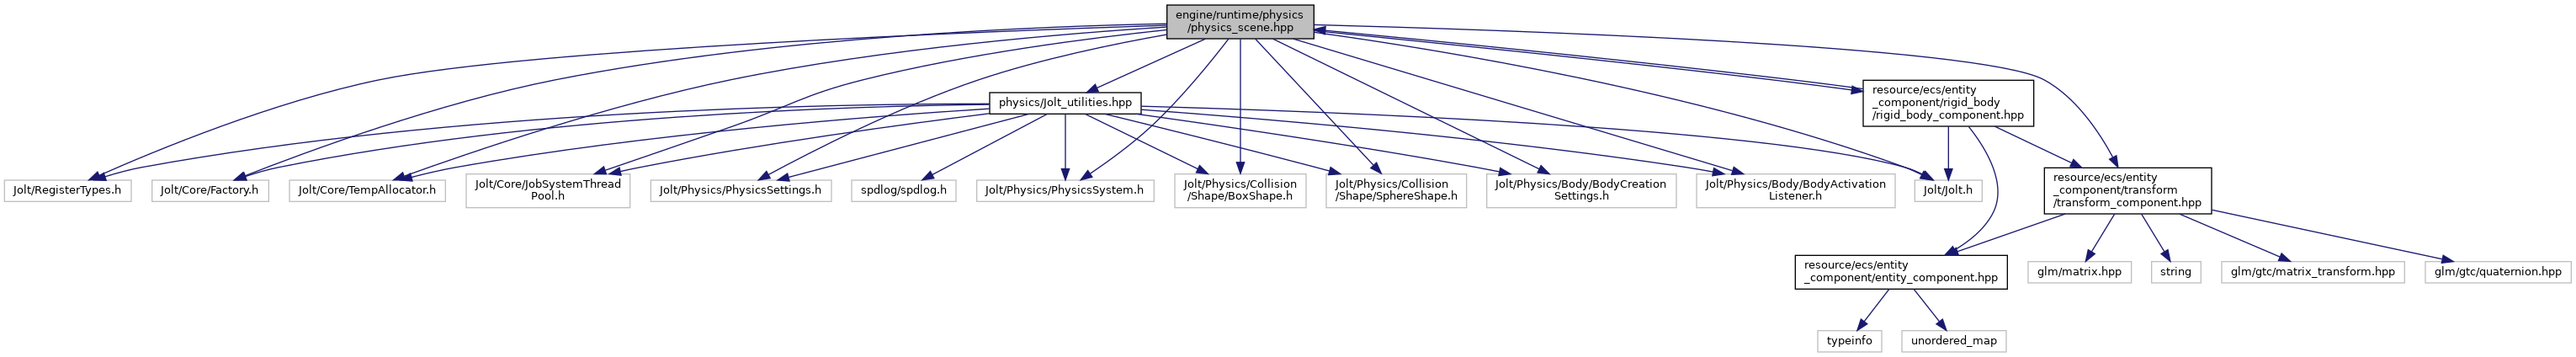 engine/runtime/physics
/physics_scene.hpp
resource/ecs/entity
_component/rigid_body
/rigid_body_component.hpp
physics/Jolt_utilities.hpp
Jolt/RegisterTypes.h
Jolt/Core/Factory.h
Jolt/Core/TempAllocator.h
Jolt/Core/JobSystemThread
Pool.h
Jolt/Physics/PhysicsSettings.h
spdlog/spdlog.h
Jolt/Physics/PhysicsSystem.h
Jolt/Physics/Collision
/Shape/BoxShape.h
Jolt/Physics/Collision
/Shape/SphereShape.h
Jolt/Physics/Body/BodyCreation
Settings.h
Jolt/Physics/Body/BodyActivation
Listener.h
Jolt/Jolt.h
resource/ecs/entity
_component/transform
/transform_component.hpp
resource/ecs/entity
_component/entity_component.hpp
glm/matrix.hpp
string
glm/gtc/matrix_transform.hpp
glm/gtc/quaternion.hpp
typeinfo
unordered_map